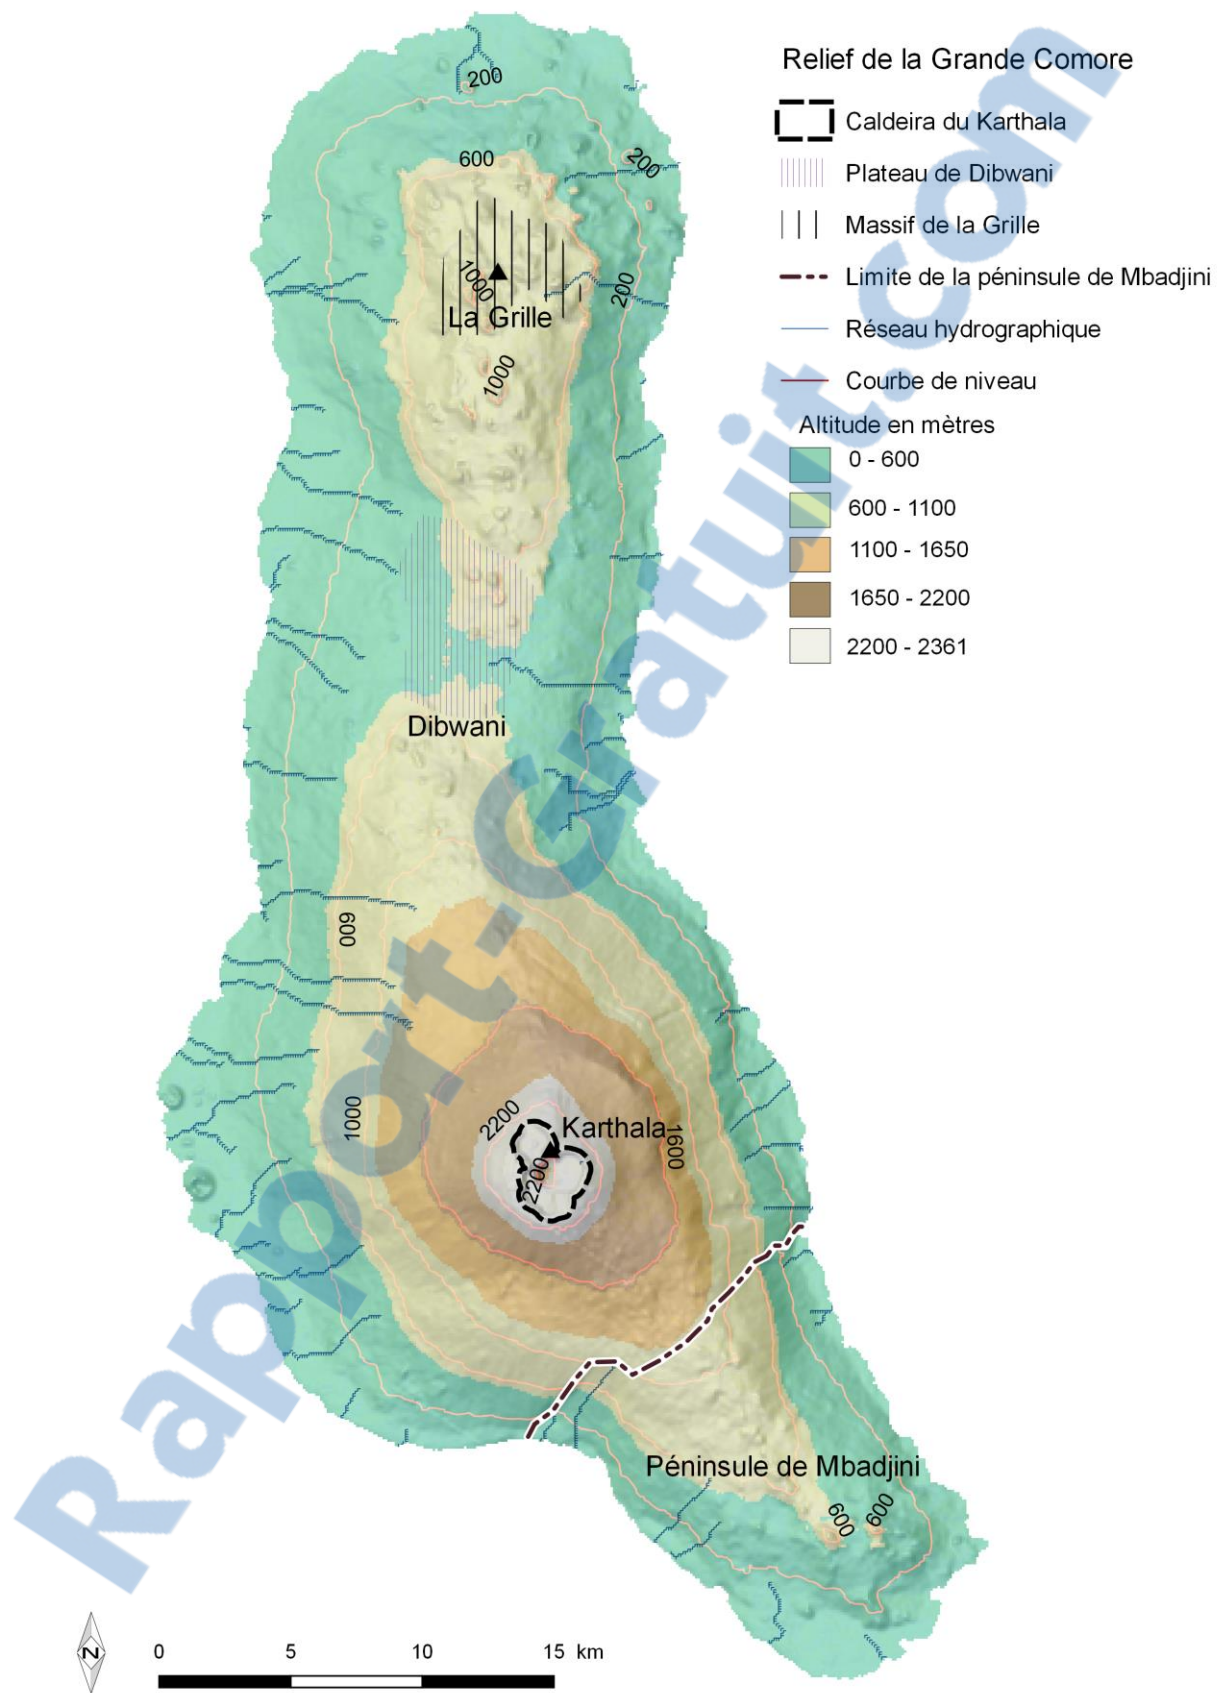 Relief de la Grande Comore
Caldeira du Karthala
Plateau de Dibwani
Massif de la Grille
Limite de la péninsule de Mbadjini
Réseau hydrographique
Courbe de niveau
Altitude en mètres
0 - 600
600 - 1100
1100 - 1650
1650 - 2200
2200 - 2361
200
600
200
1000
200
La Grille
1000
Dibwani
600
1000
2200
Karthala
1600
2200
Péninsule de Mbadjini
600
600
N
0 5 10 15 km
Rapport-Gratuit.com